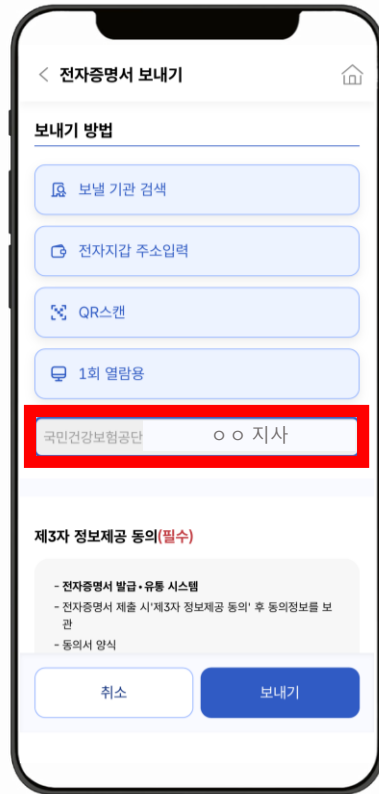 전자증명서 보내기
보내기 방법
보낼 기관 검색
전자지갑 주소입력
QR스캔
1회 열람용
국민건강보험공단 ㅇㅇ 지사
제3자 정보제공 동의(필수)
- 전자증명서 발급•유통 시스템
- 전자증명서 제출 시'제3자 정보제공 동의' 후 동의정보를 보
관
- 동의서 양식
취소 보내기